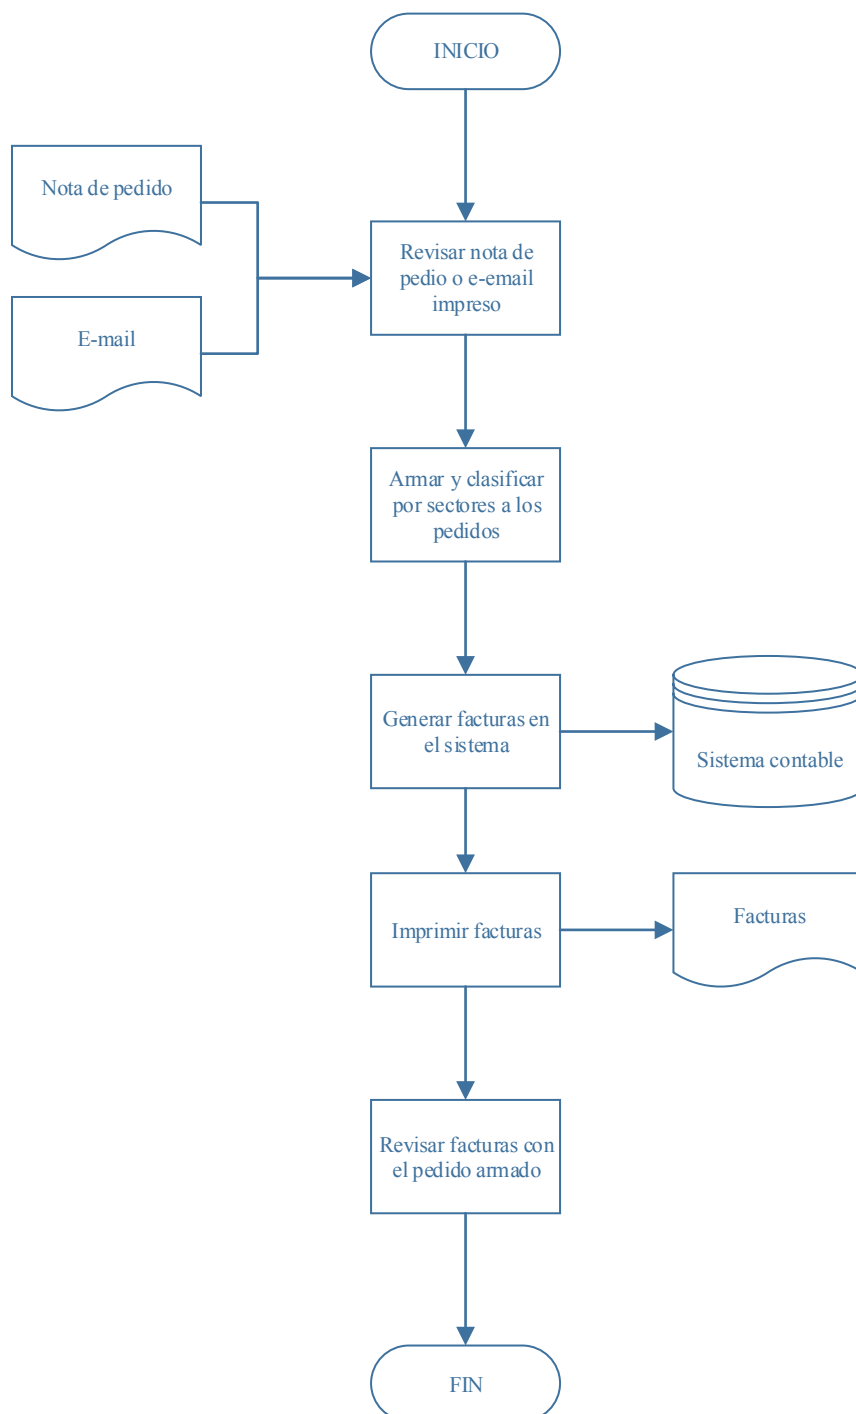 INICIO
Nota de pedido
E-mail
Revisar nota de
pedio o e-email
impreso
Armar y clasificar
por sectores a los
pedidos
Generar facturas en
el sistema
Sistema contable
Imprimir facturas
Facturas
Revisar facturas con
el pedido armado
FIN